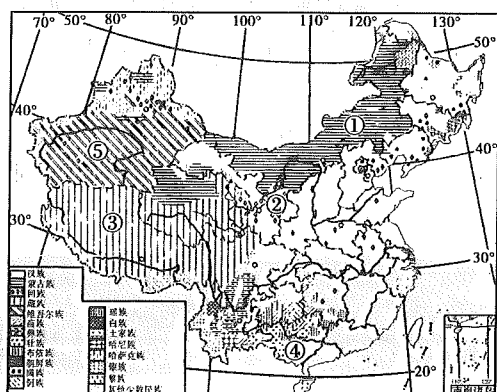 70° 80° 90° 100° 110° 120° 130°
50° 50°
40° 40°
30° 30°
20°
①
②
③
④
⑤
汉族
蒙古族
回族
藏族
维吾尔族
苗族
彝族
壮族
布依族
朝鲜族
满族
侗族
瑶族
白族
土家族
哈尼族
哈萨克族
傣族
黎族
其他少数民族
南海诸岛